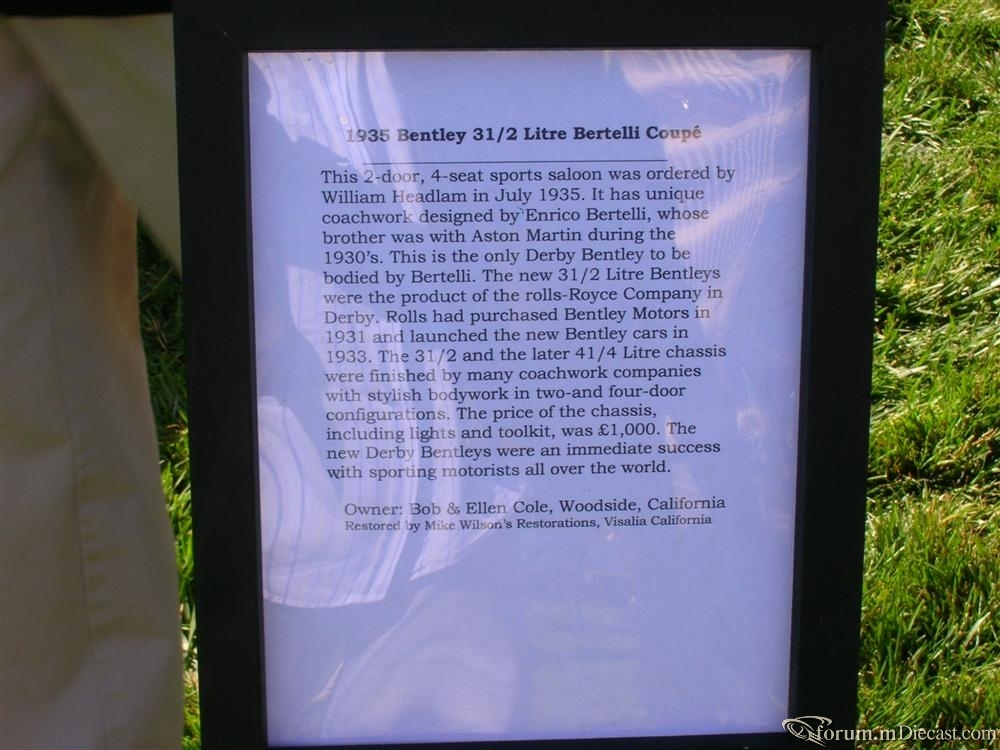 1935 Bentley 31/2 Litre Bertelli Coupé
This 2-door, 4-seat sports saloon was ordered by
William Headlam in July 1935. It has unique
coachwork designed by Enrico Bertelli, whose
brother was with Aston Martin during the
1930's. This is the only Derby Bentley to be
bodied by Bertelli. The new 31/2 Litre Bentleys
were the product of the rolls-Royce Company in
Derby. Rolls had purchased Bentley Motors in
1931 and launched the new Bentley cars in
1933. The 31/2 and the later 41/4 Litre chassis
were finished by many coachwork companies
with stylish bodywork in two-and four-door
configurations. The price of the chassis,
including lights and toolkit, was £1,000. The
new Derby Bentleys were an immediate success
with sporting motorists all over the world.
Owner: Bob & Ellen Cole, Woodside, California
Restored by Mike Wilson's Restorations, Visalia California
forum.mDiecast.com